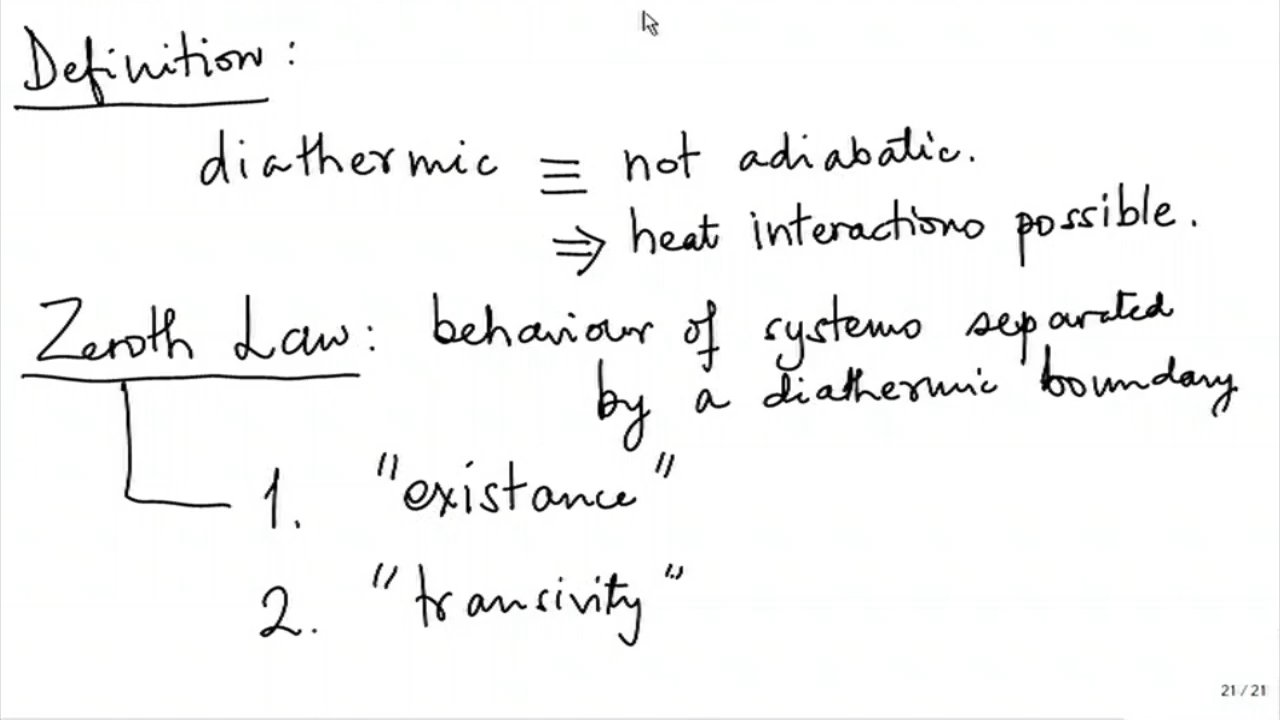 Definition:
diathermic ≡ not adiabatic.
⇒ heat interactions possible.
Zeroth Law: behaviour of systems separated
by a diathermic boundary
1. "existance"
2. "transivity"
21 / 21